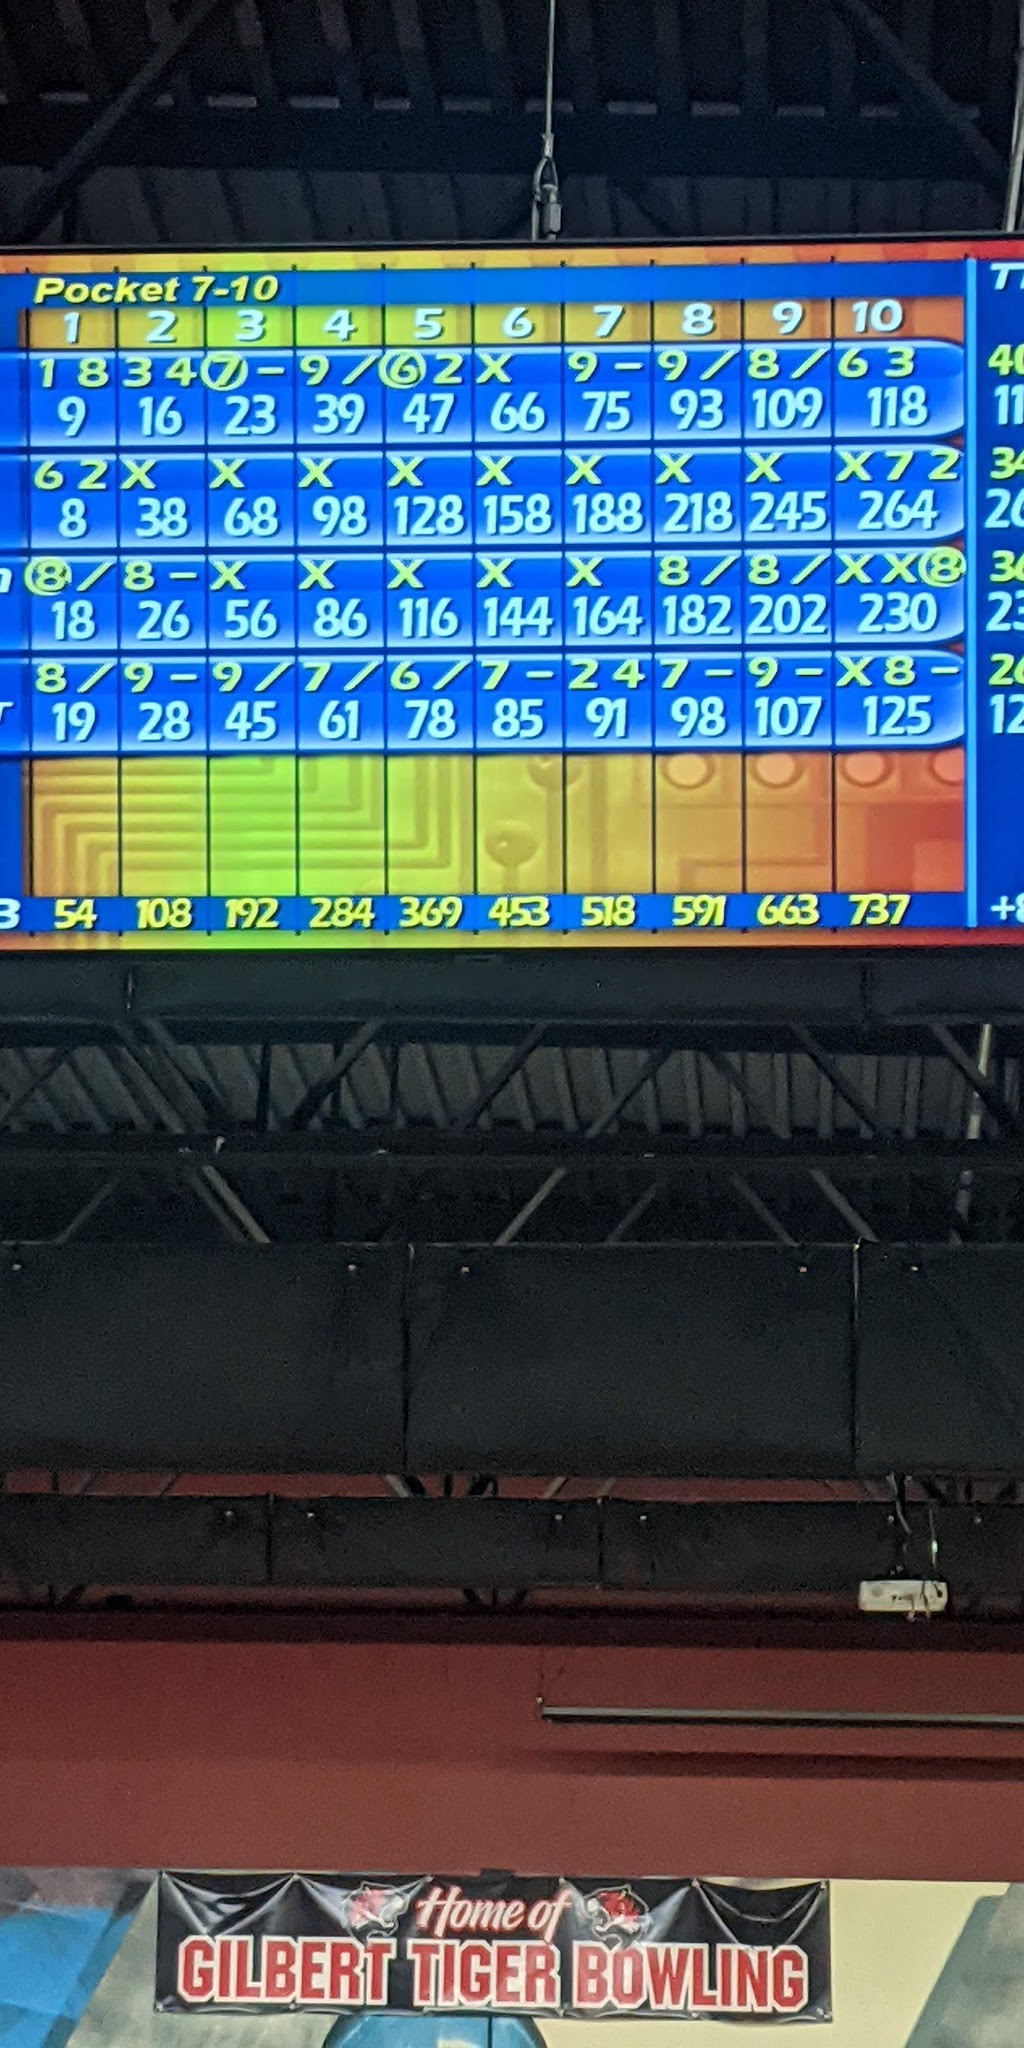 Pocket 7-10
1 2 3 4 5 6 7 8 9 10
1 8 3 4 7 - 9 / 6 2 X 9 - 9 / 8 / 6 3
9 16 23 39 47 66 75 93 109 118
6 2 X X X X X X X X X 7 2
8 38 68 98 128 158 188 218 245 264
8 / 8 - X X X X X 8 / 8 / X X 8
18 26 56 86 116 144 164 182 202 230
8 / 9 - 9 / 7 / 6 / 7 - 2 4 7 - 9 - X 8 -
19 28 45 61 78 85 91 98 107 125
3 54 108 192 284 369 453 518 591 663 737
Home of
GILBERT TIGER BOWLING